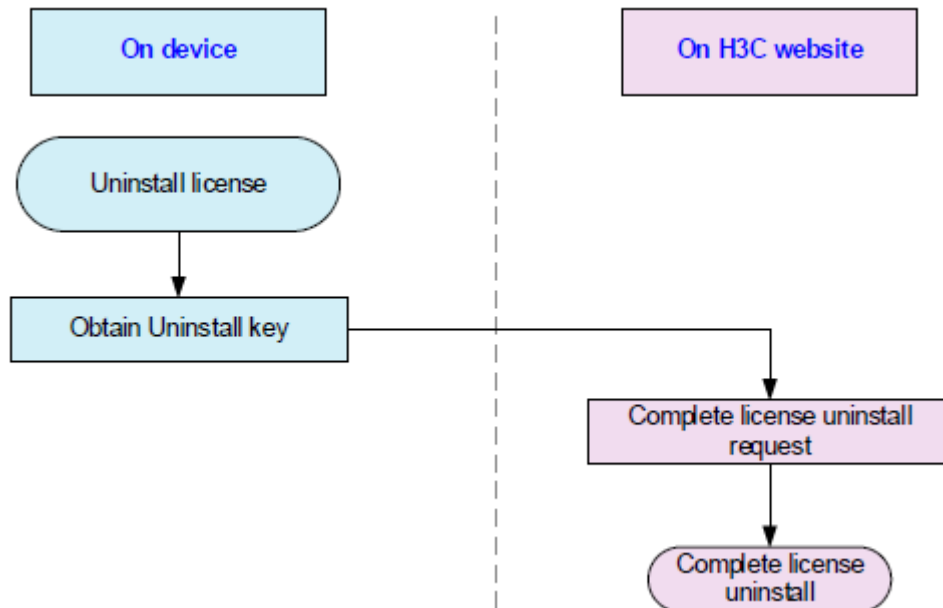 On device
On H3C website
Uninstall license
Obtain Uninstall key
Complete license uninstall
request
Complete license
uninstall